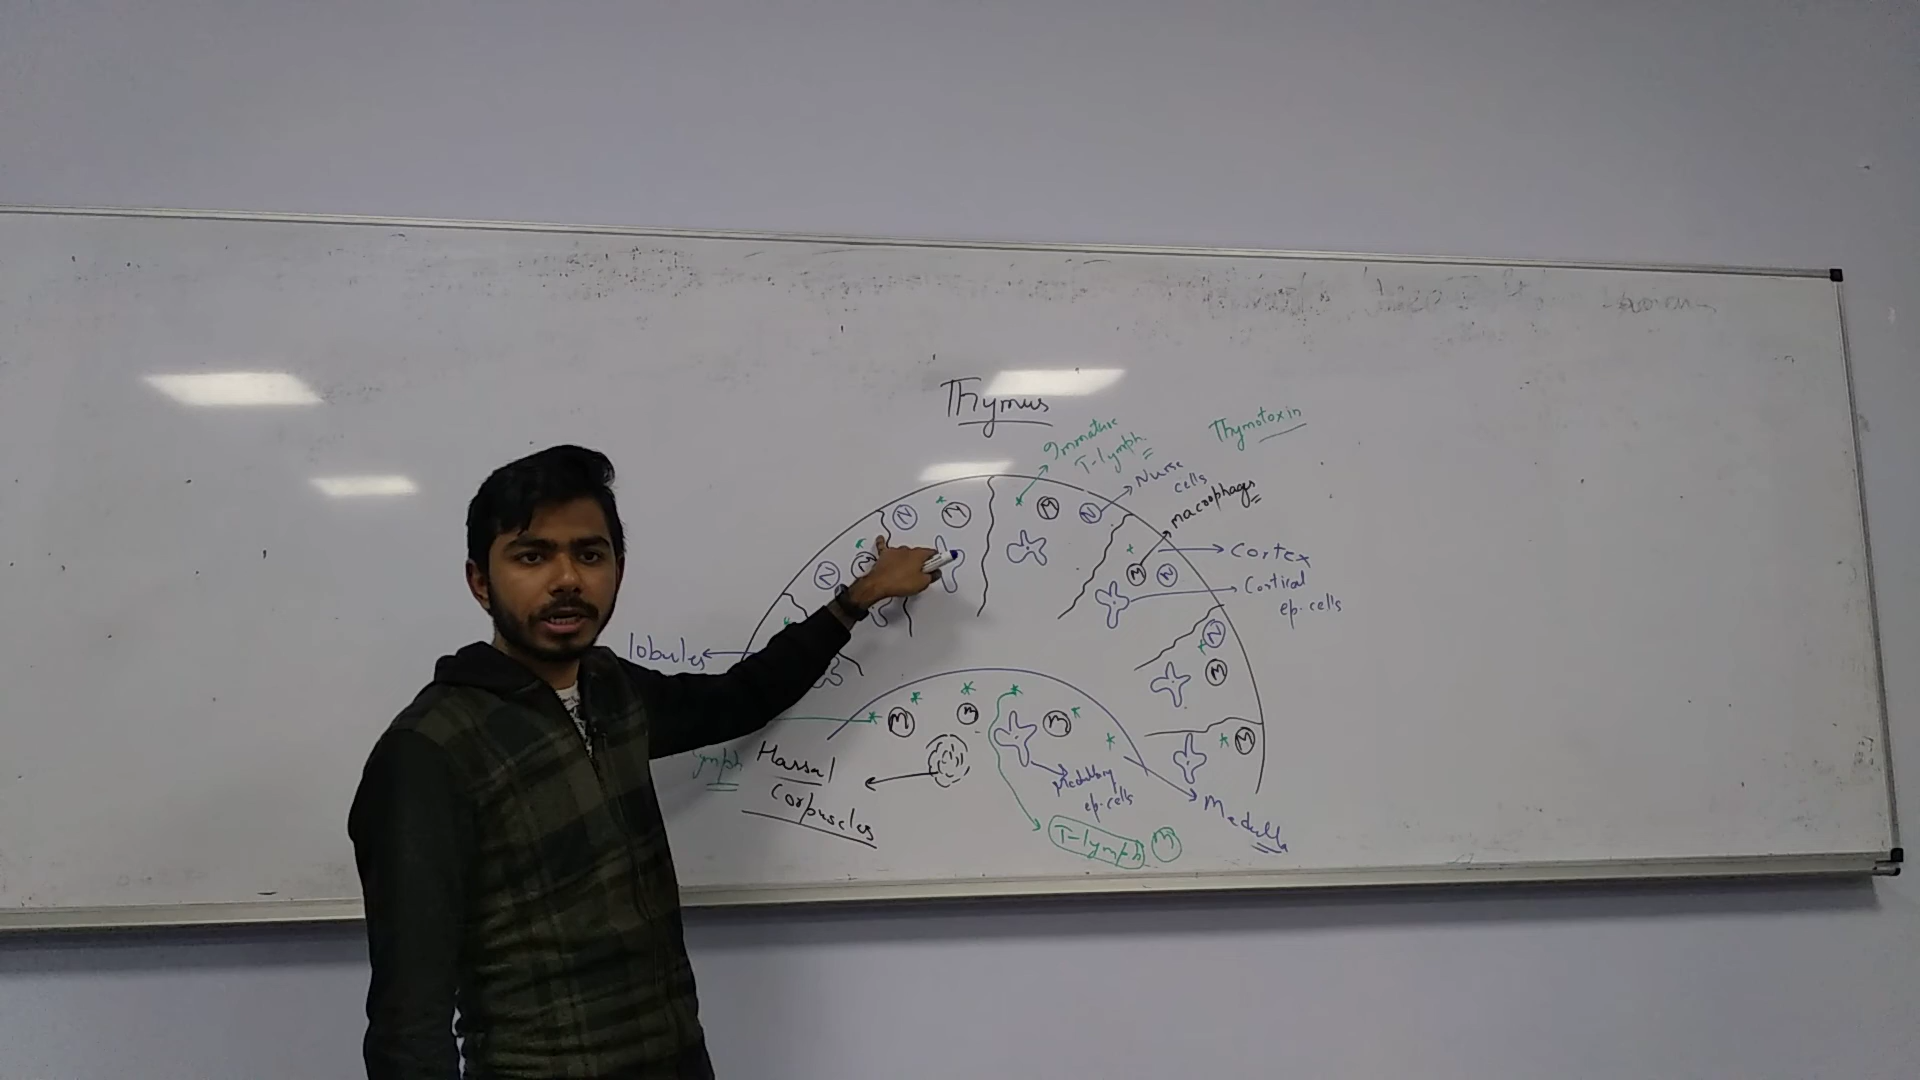 Thymus
Immature
T-lymph.
Thymotoxin
Nurse
cells
macrophages
N
M
M
N
N
M
M
N
Cortex
Cortical
ep. cells
lobules
N
M
M
M
m
m
lymph
Hassal
Corpuscles
Medullary
ep. cells
T-lymph
M
Medulla